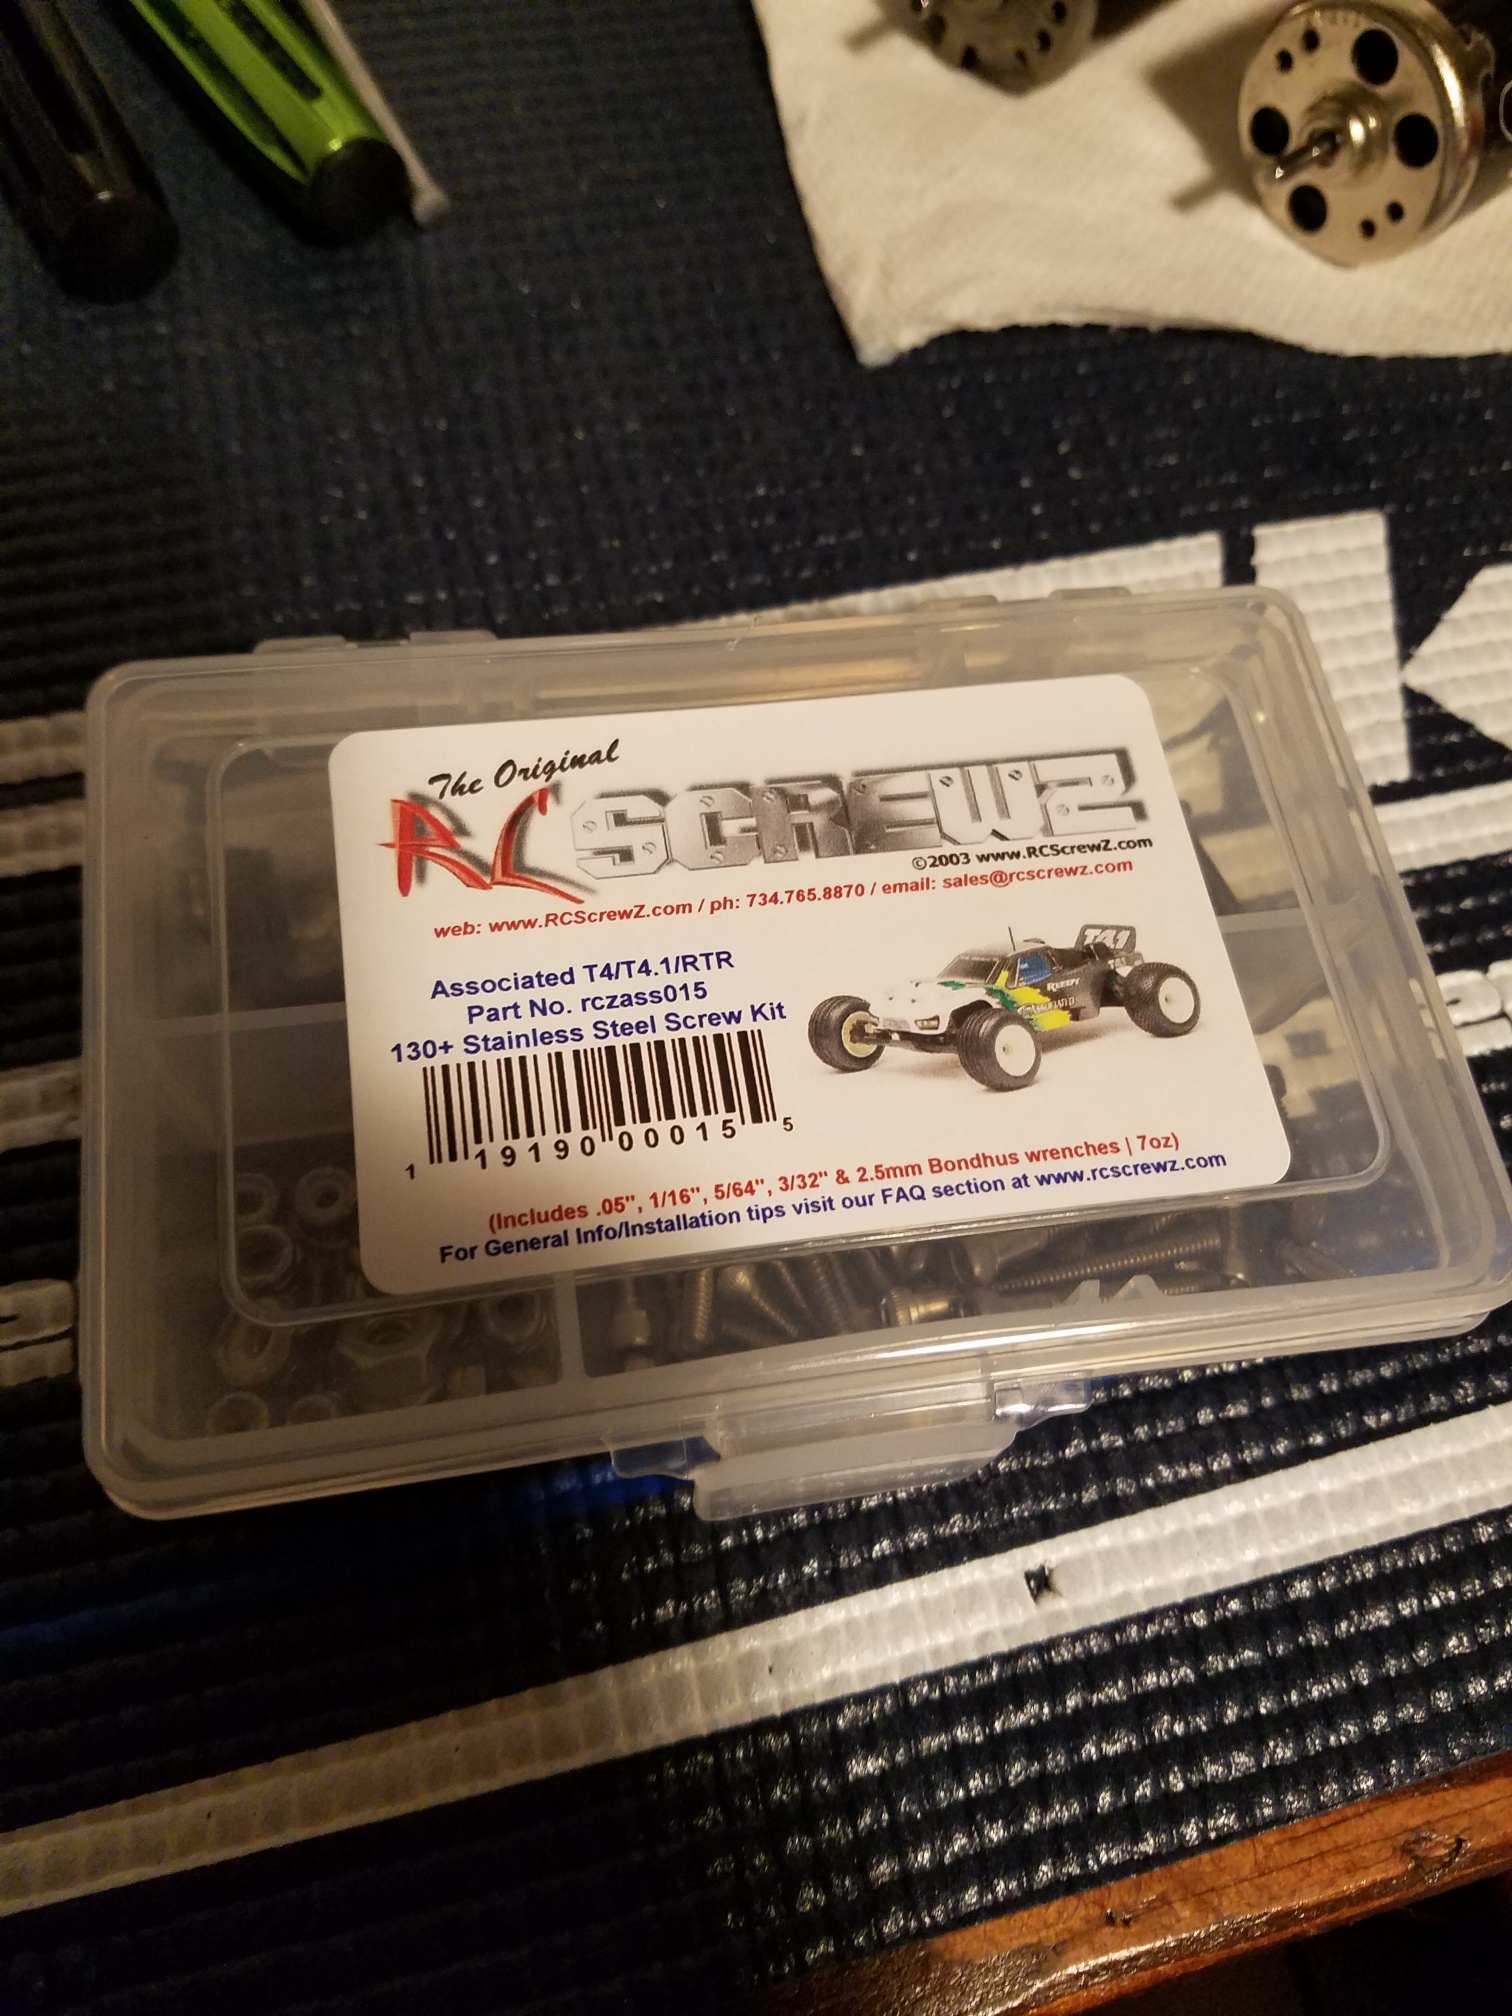 The Original
RC SCREWZ
©2003 www.RCScrewZ.com
web: www.RCScrewZ.com / ph: 734.765.8870 / email: sales@rcscrewz.com
Associated T4/T4.1/RTR
Part No. rczass015
130+ Stainless Steel Screw Kit
T4.1
REEDY
1 19190 00015 5
(Includes .05", 1/16", 5/64", 3/32" & 2.5mm Bondhus wrenches | 7oz)
For General Info/Installation tips visit our FAQ section at www.rcscrewz.com